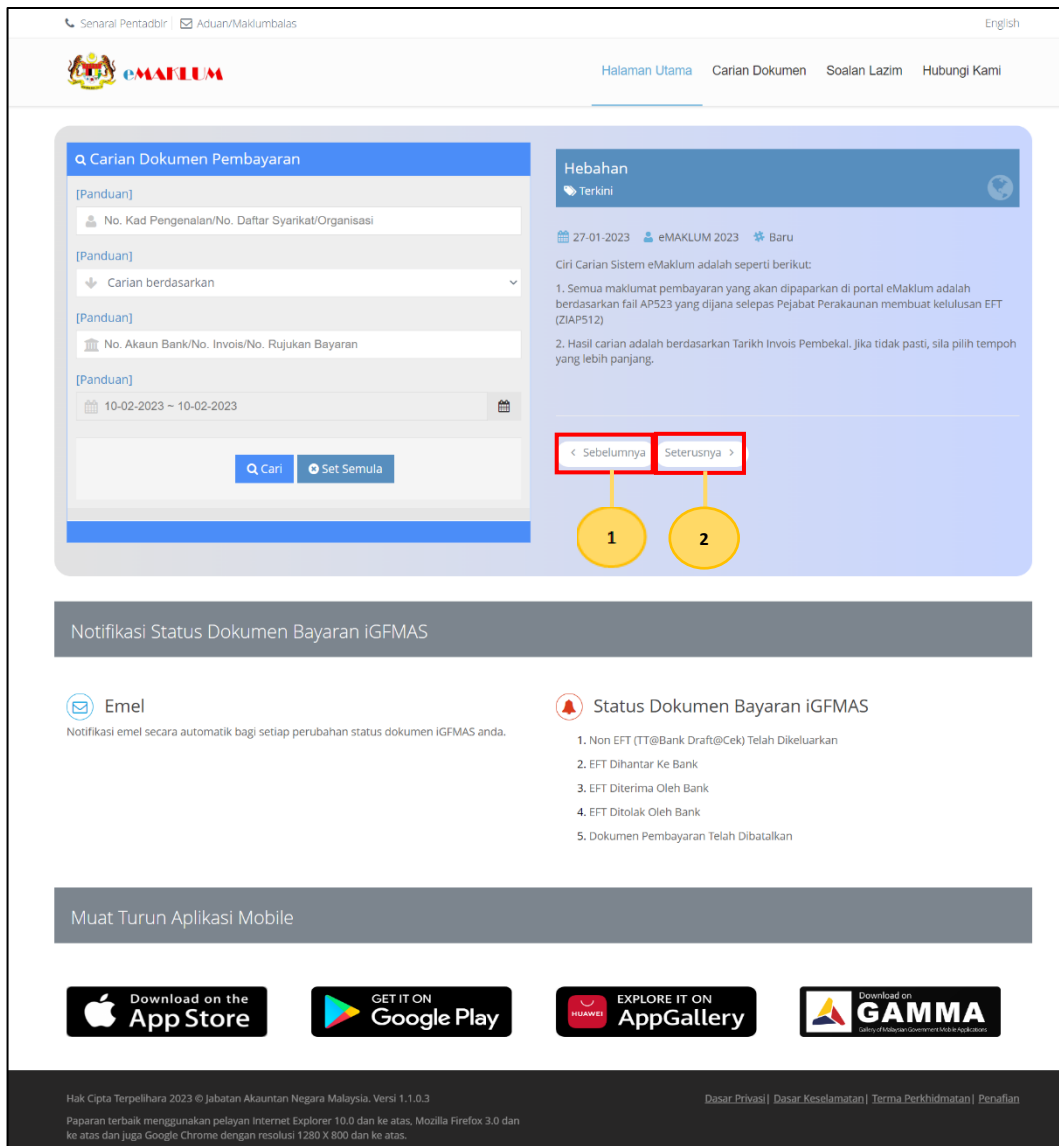 Senarai Pentadbir | Aduan/Maklumbalas
English
eMAKLUM
Halaman Utama
Carian Dokumen
Soalan Lazim
Hubungi Kami
Carian Dokumen Pembayaran
[Panduan]
No. Kad Pengenalan/No. Daftar Syarikat/Organisasi
[Panduan]
Carian berdasarkan
[Panduan]
No. Akaun Bank/No. Invois/No. Rujukan Bayaran
[Panduan]
10-02-2023 ~ 10-02-2023
Cari
Set Semula
Hebahan
Terkini
27-01-2023 eMAKLUM 2023 Baru
Ciri Carian Sistem eMaklum adalah seperti berikut:
1. Semua maklumat pembayaran yang akan dipaparkan di portal eMaklum adalah
berdasarkan fail AP523 yang dijana selepas Pejabat Perakaunan membuat kelulusan EFT
(ZIAP512)
2. Hasil carian adalah berdasarkan Tarikh Invois Pembekal. Jika tidak pasti, sila pilih tempoh
yang lebih panjang.
< Sebelumnya
Seterusnya >
1
2
Notifikasi Status Dokumen Bayaran iGFMAS
Emel
Notifikasi emel secara automatik bagi setiap perubahan status dokumen iGFMAS anda.
Status Dokumen Bayaran iGFMAS
1. Non EFT (TT@Bank Draft@Cek) Telah Dikeluarkan
2. EFT Dihantar Ke Bank
3. EFT Diterima Oleh Bank
4. EFT Ditolak Oleh Bank
5. Dokumen Pembayaran Telah Dibatalkan
Muat Turun Aplikasi Mobile
Download on the
App Store
GET IT ON
Google Play
HUAWEI
EXPLORE IT ON
AppGallery
Download on
GAMMA
Gallery of Malaysian Government Mobile Applications
Hak Cipta Terpelihara 2023 © Jabatan Akauntan Negara Malaysia. Versi 1.1.0.3
Dasar Privasi| Dasar Keselamatan| Terma Perkhidmatan| Penafian
Paparan terbaik menggunakan pelayan Internet Explorer 10.0 dan ke atas, Mozilla Firefox 3.0 dan
ke atas dan juga Google Chrome dengan resolusi 1280 X 800 dan ke atas.